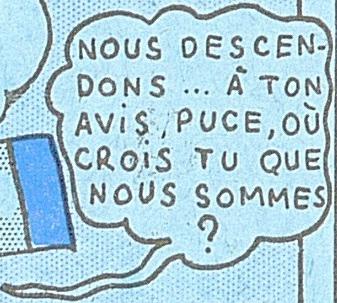 NOUS DESCEN-
DONS ... À TON
AVIS, PUCE, OÙ
CROIS TU QUE
NOUS SOMMES
?